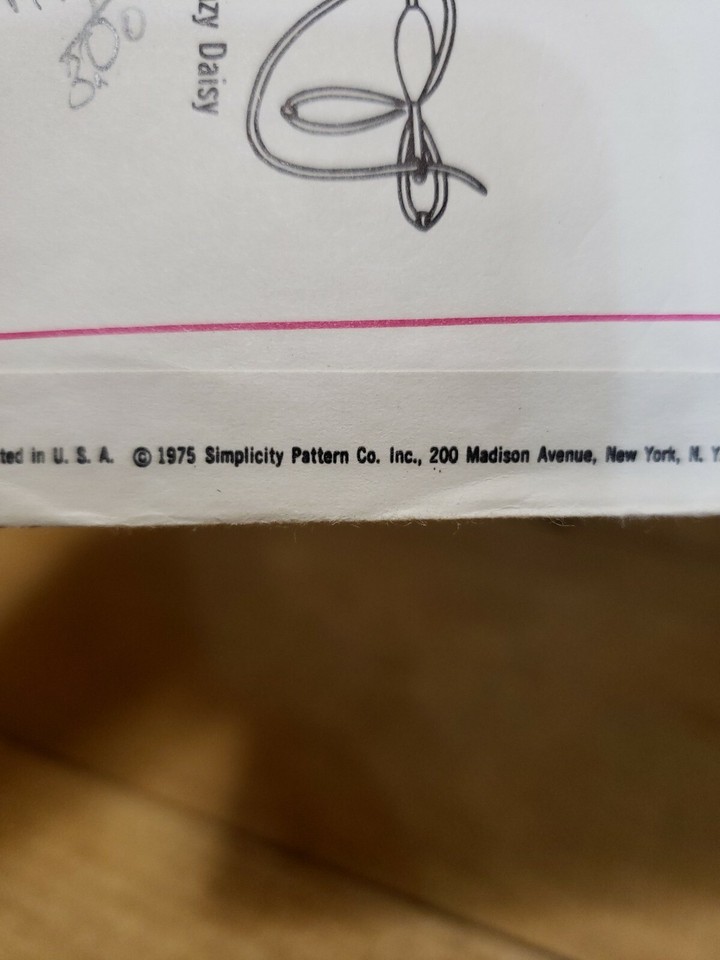 zy Daisy
ted in U. S. A. © 1975 Simplicity Pattern Co. Inc., 200 Madison Avenue, New York, N. Y